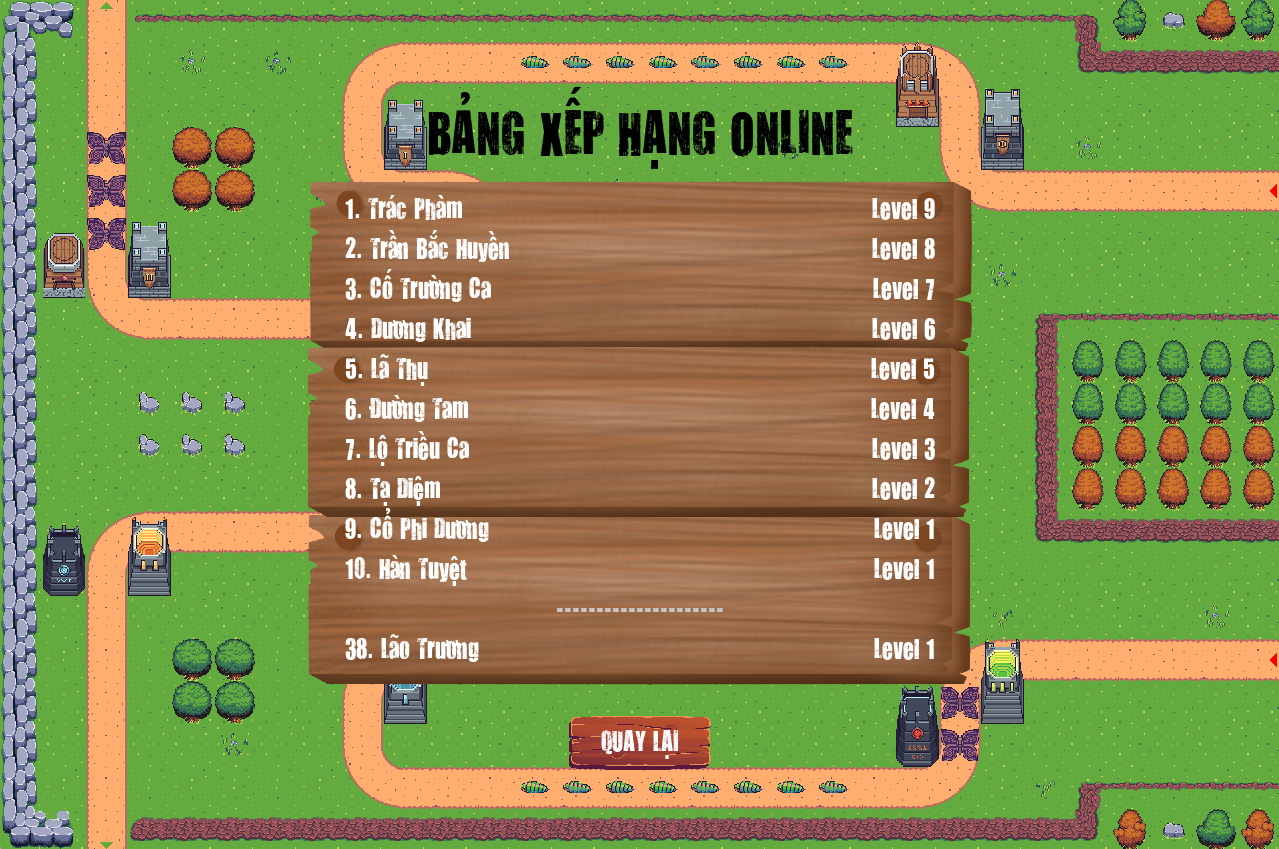 BẢNG XẾP HẠNG ONLINE
1. Trác Phàm Level 9
2. Trần Bắc Huyền Level 8
3. Cố Trường Ca Level 7
4. Dương Khai Level 6
5. Lã Thụ Level 5
6. Đường Tam Level 4
7. Lộ Triều Ca Level 3
8. Tạ Diệm Level 2
9. Cổ Phi Dương Level 1
10. Hàn Tuyệt Level 1
---------------------
38. Lão Trương Level 1
QUAY LẠI